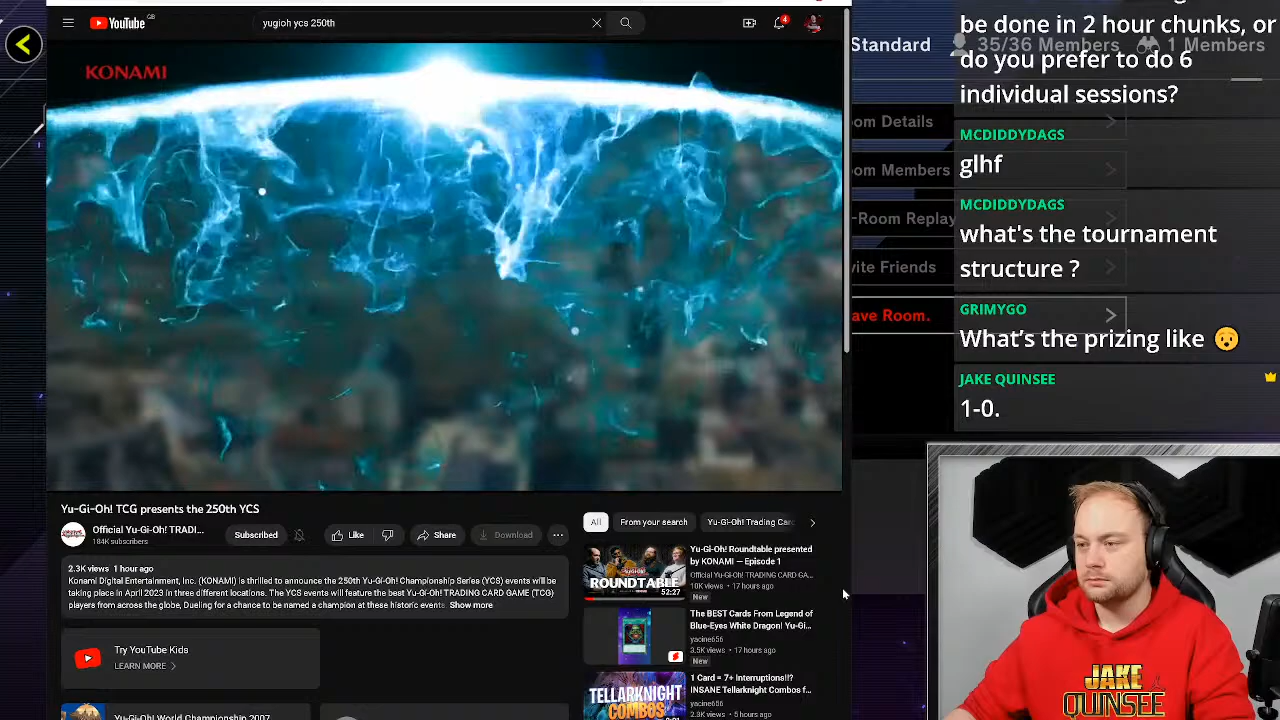 YouTube GB
yugioh ycs 250th
4
KONAMI
Yu-Gi-Oh! TCG presents the 250th YCS
Official Yu-Gi-Oh! TRADI...
184K subscribers
Subscribed
Like
Share
Download
2.3K views 1 hour ago
Konami Digital Entertainment, Inc. (KONAMI) is thrilled to announce the 250th Yu-Gi-Oh! Championship Series (YCS) events will be
taking place in April 2023 in three different locations. The YCS events will feature the best Yu-Gi-Oh! TRADING CARD GAME (TCG)
players from across the globe, Dueling for a chance to be named a champion at these historic events. Show more
Try YouTube Kids
LEARN MORE
Yu-Gi-Oh! World Championship 2007
All
From your search
Yu-Gi-Oh! Trading Car
ROUNDTABLE
52:27
Yu-Gi-Oh! Roundtable presented
by KONAMI — Episode 1
Official Yu-Gi-Oh! TRADING CARD GA...
10K views • 17 hours ago
New
The BEST Cards From Legend of
Blue-Eyes White Dragon! Yu-Gi...
yacine656
3.5K views • 17 hours ago
New
TELLARKNIGHT
COMBOS
1 Card = 7+ Interruptions!!?
INSANE Tellarknight Combos f...
yacine656
2.3K views • 5 hours ago
Standard
35/36 Members
1 Members
om Details
om Members
-Room Replay
vite Friends
ave Room.
be done in 2 hour chunks, or
do you prefer to do 6
individual sessions?
MCDIDDYDAGS
glhf
MCDIDDYDAGS
what's the tournament
structure ?
GRIMYGO
What's the prizing like 😯
JAKE QUINSEE
1-0.
JAKE
QUINSEE